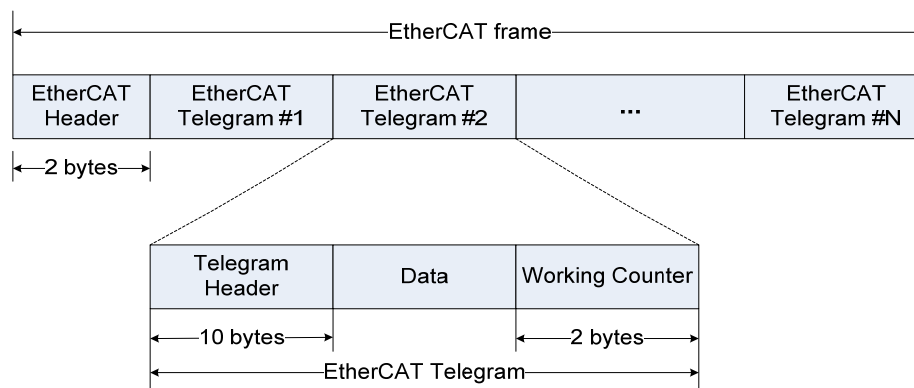 EtherCAT frame
EtherCAT
Header
EtherCAT
Telegram #1
EtherCAT
Telegram #2
...
EtherCAT
Telegram #N
2 bytes
Telegram
Header
Data
Working Counter
10 bytes
2 bytes
EtherCAT Telegram